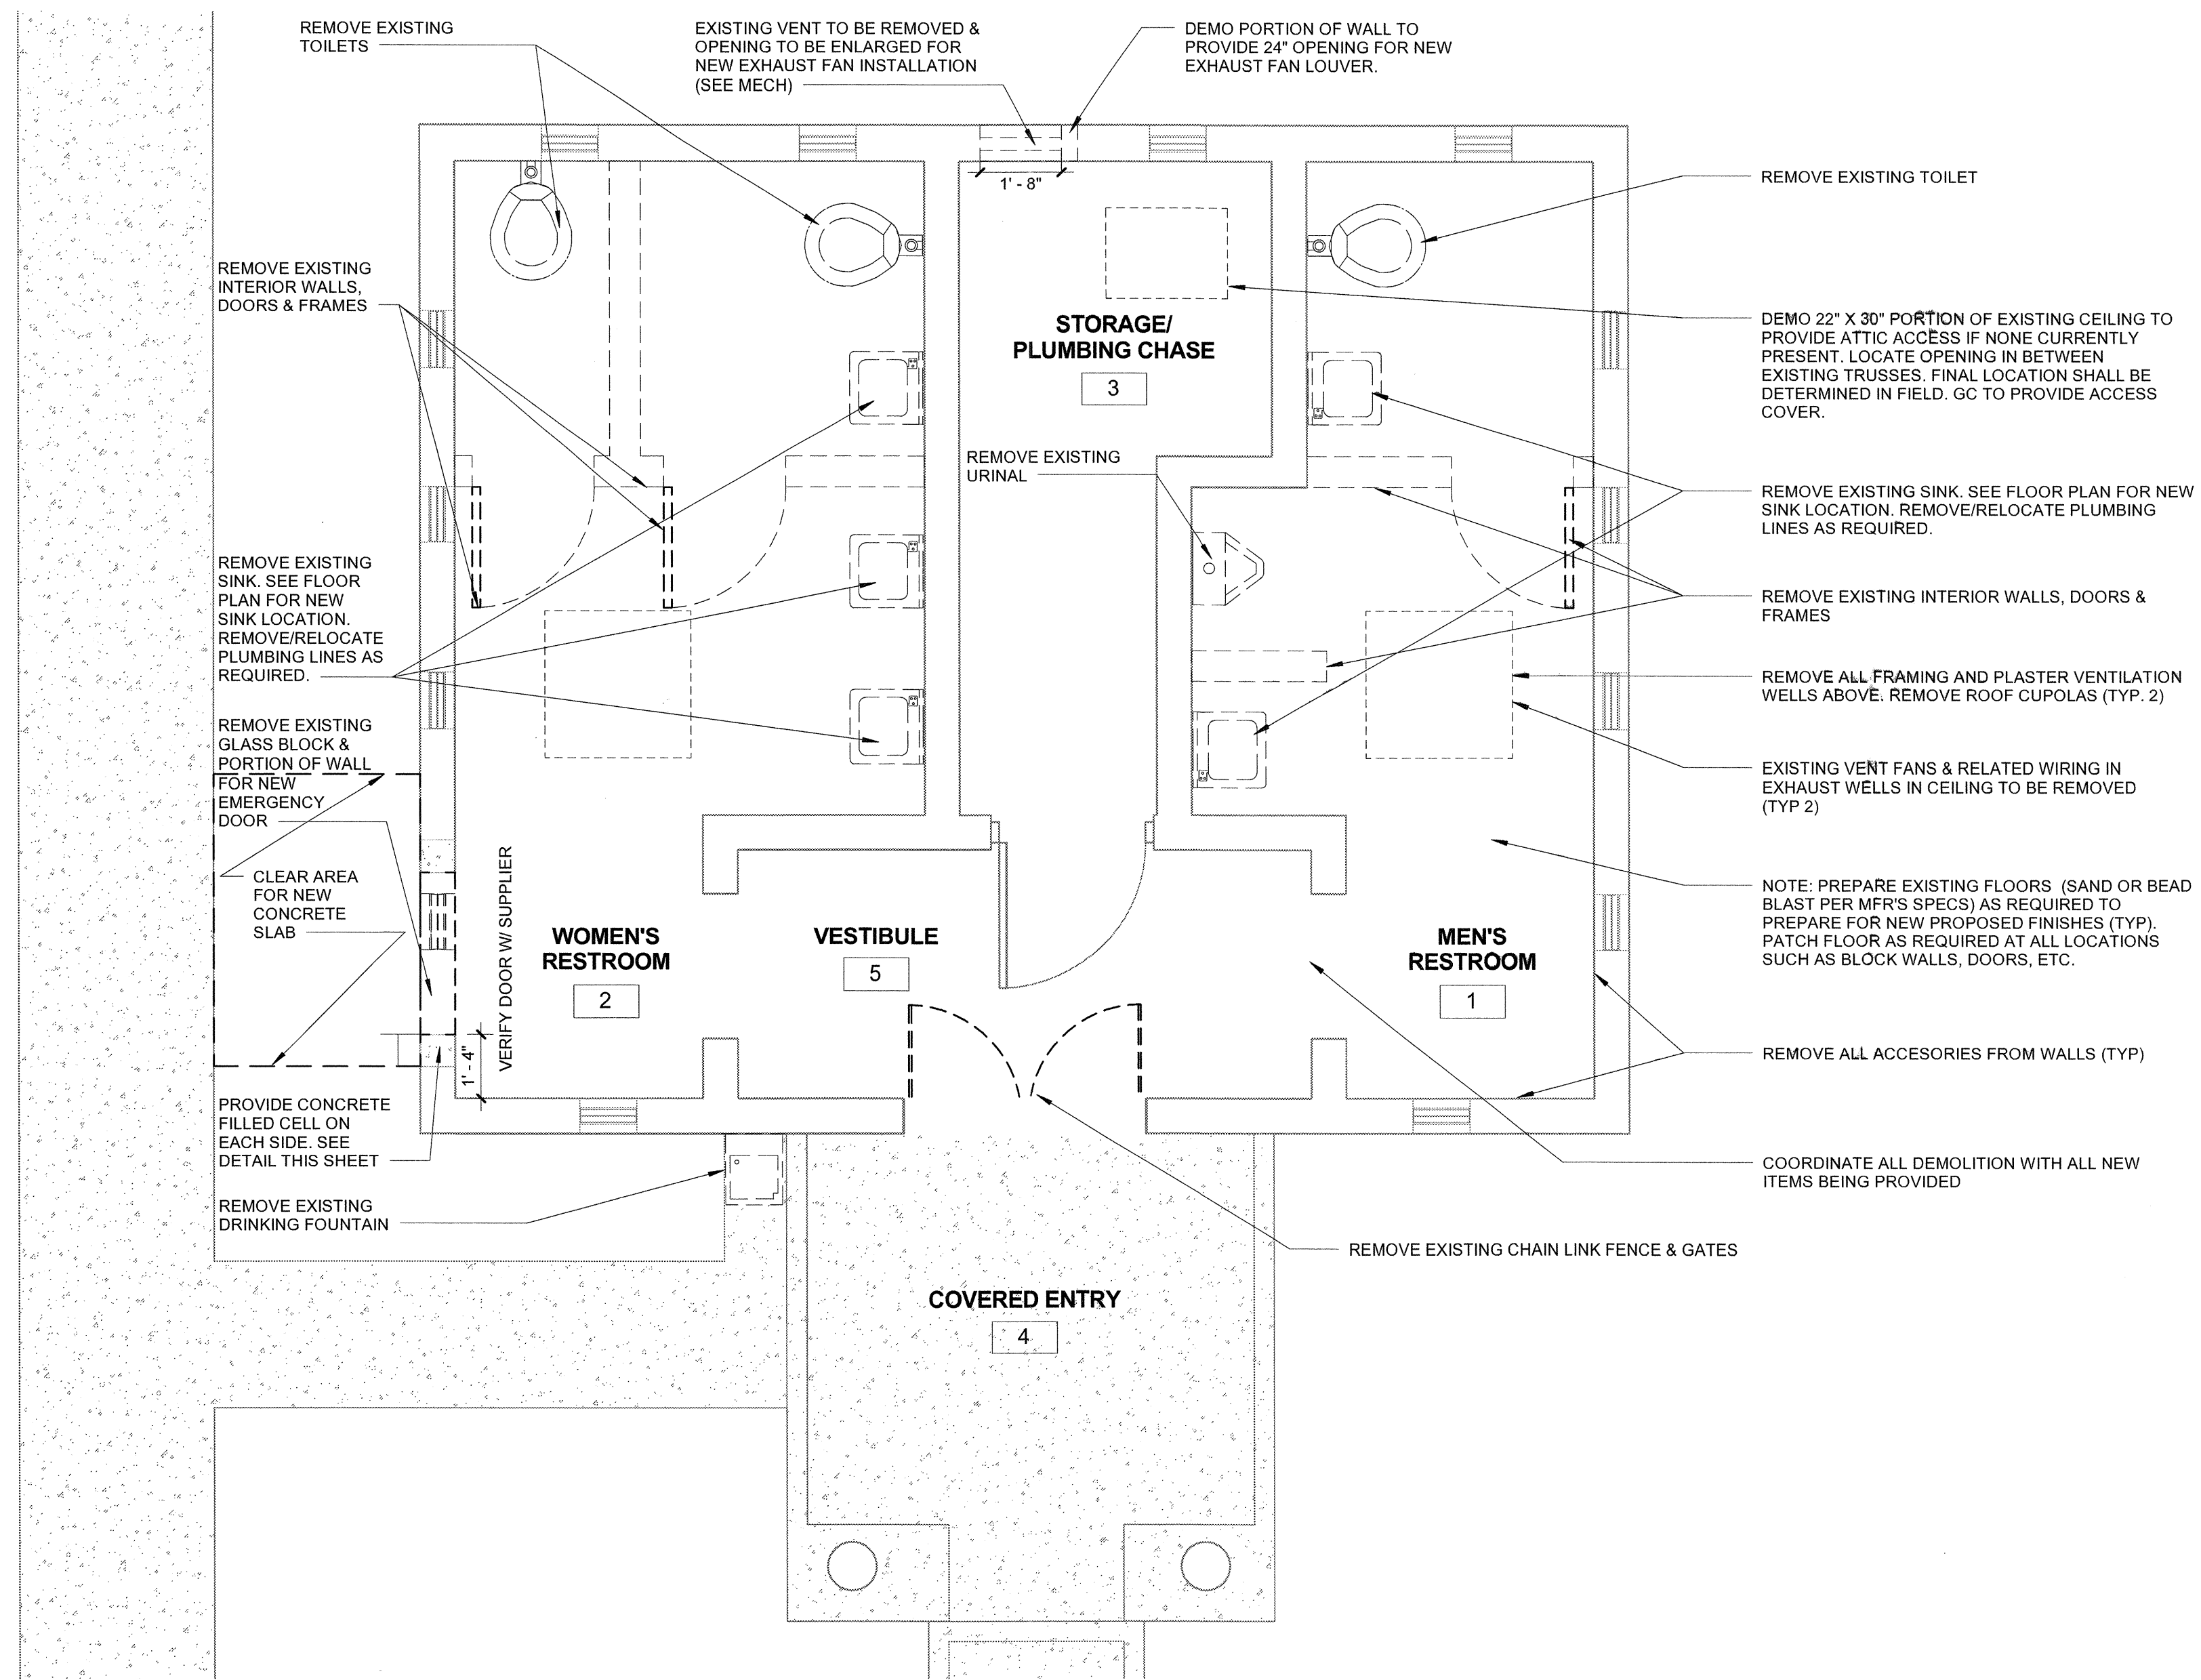 REMOVE EXISTING
TOILETS
EXISTING VENT TO BE REMOVED &
OPENING TO BE ENLARGED FOR
NEW EXHAUST FAN INSTALLATION
(SEE MECH)
DEMO PORTION OF WALL TO
PROVIDE 24" OPENING FOR NEW
EXHAUST FAN LOUVER.
1' - 8"
REMOVE EXISTING TOILET
REMOVE EXISTING
INTERIOR WALLS,
DOORS & FRAMES
STORAGE/
PLUMBING CHASE
3
DEMO 22" X 30" PORTION OF EXISTING CEILING TO
PROVIDE ATTIC ACCESS IF NONE CURRENTLY
PRESENT. LOCATE OPENING IN BETWEEN
EXISTING TRUSSES. FINAL LOCATION SHALL BE
DETERMINED IN FIELD. GC TO PROVIDE ACCESS
COVER.
REMOVE EXISTING
URINAL
REMOVE EXISTING SINK. SEE FLOOR PLAN FOR NEW
SINK LOCATION. REMOVE/RELOCATE PLUMBING
LINES AS REQUIRED.
REMOVE EXISTING
SINK. SEE FLOOR
PLAN FOR NEW
SINK LOCATION.
REMOVE/RELOCATE
PLUMBING LINES AS
REQUIRED.
REMOVE EXISTING INTERIOR WALLS, DOORS &
FRAMES
REMOVE ALL FRAMING AND PLASTER VENTILATION
WELLS ABOVE. REMOVE ROOF CUPOLAS (TYP. 2)
REMOVE EXISTING
GLASS BLOCK &
PORTION OF WALL
FOR NEW
EMERGENCY
DOOR
EXISTING VENT FANS & RELATED WIRING IN
EXHAUST WELLS IN CEILING TO BE REMOVED
(TYP 2)
CLEAR AREA
FOR NEW
CONCRETE
SLAB
VERIFY DOOR W/ SUPPLIER
1' - 4"
WOMEN'S
RESTROOM
2
VESTIBULE
5
MEN'S
RESTROOM
1
NOTE: PREPARE EXISTING FLOORS (SAND OR BEAD
BLAST PER MFR'S SPECS) AS REQUIRED TO
PREPARE FOR NEW PROPOSED FINISHES (TYP).
PATCH FLOOR AS REQUIRED AT ALL LOCATIONS
SUCH AS BLOCK WALLS, DOORS, ETC.
REMOVE ALL ACCESORIES FROM WALLS (TYP)
PROVIDE CONCRETE
FILLED CELL ON
EACH SIDE. SEE
DETAIL THIS SHEET
COORDINATE ALL DEMOLITION WITH ALL NEW
ITEMS BEING PROVIDED
REMOVE EXISTING
DRINKING FOUNTAIN
REMOVE EXISTING CHAIN LINK FENCE & GATES
COVERED ENTRY
4